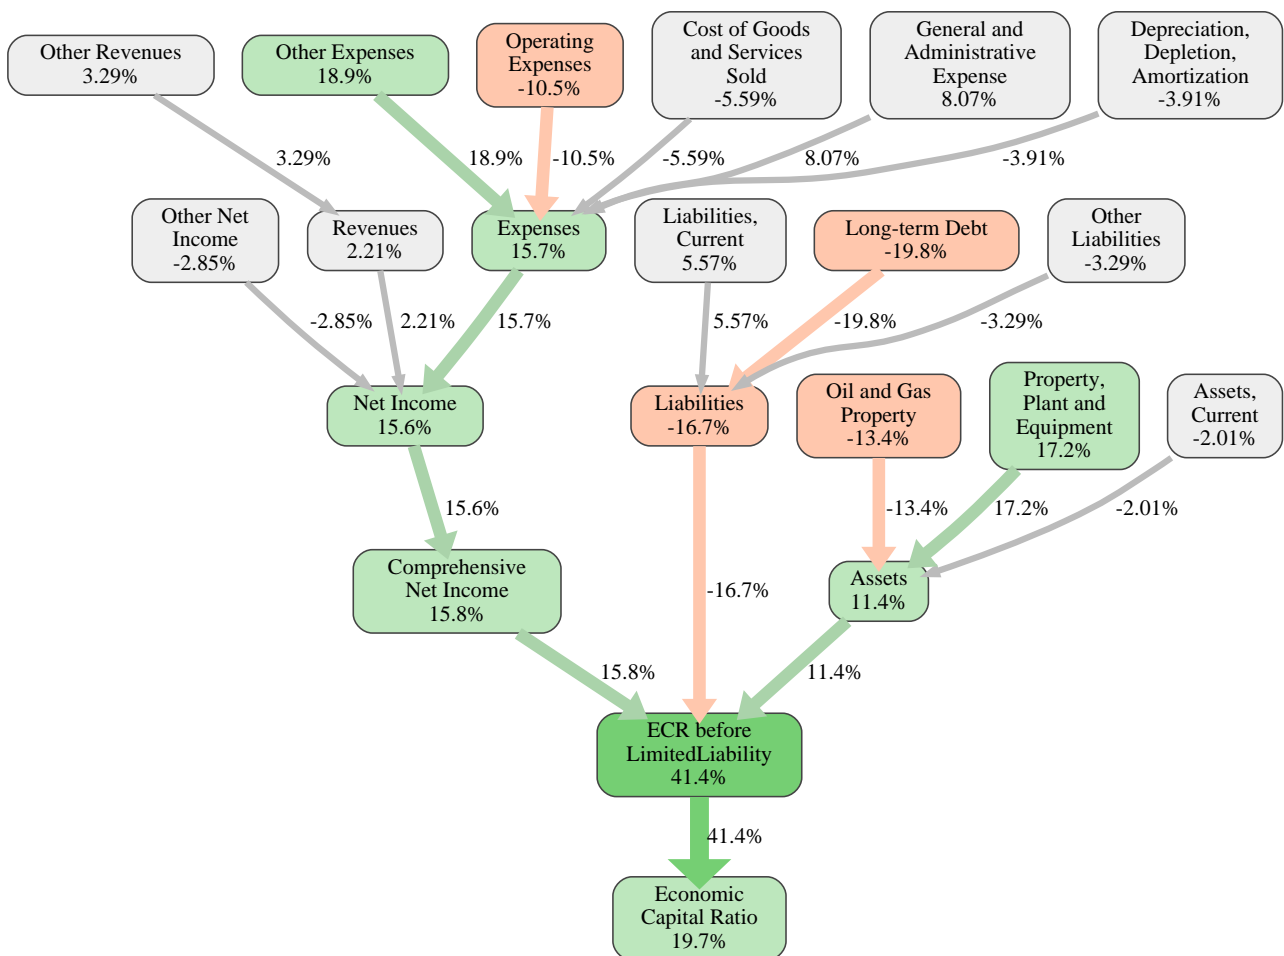 Other Revenues
3.29%
Other Expenses
18.9%
Operating
Expenses
-10.5%
Cost of Goods
and Services
Sold
-5.59%
General and
Administrative
Expense
8.07%
Depreciation,
Depletion,
Amortization
-3.91%
3.29%
18.9%
-10.5%
-5.59%
8.07%
-3.91%
Other Net
Income
-2.85%
Revenues
2.21%
Expenses
15.7%
Liabilities,
Current
5.57%
Long-term Debt
-19.8%
Other
Liabilities
-3.29%
-2.85%
2.21%
15.7%
5.57%
-19.8%
-3.29%
Net Income
15.6%
Liabilities
-16.7%
Oil and Gas
Property
-13.4%
Property,
Plant and
Equipment
17.2%
Assets,
Current
-2.01%
15.6%
-13.4%
17.2%
-2.01%
Comprehensive
Net Income
15.8%
-16.7%
Assets
11.4%
15.8%
11.4%
ECR before
LimitedLiability
41.4%
41.4%
Economic
Capital Ratio
19.7%